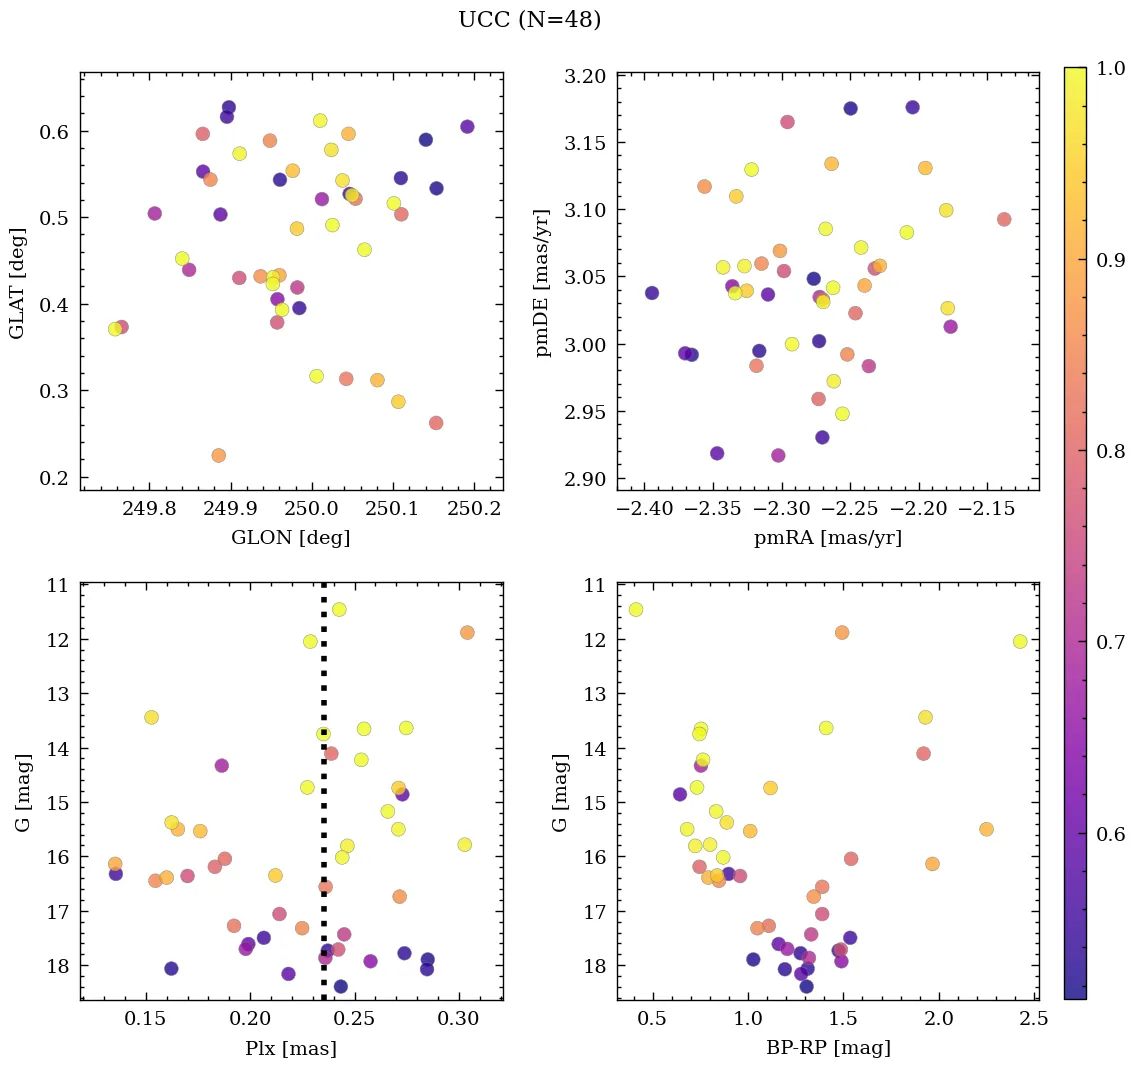 UCC (N=48)
0.6
0.5
0.4
0.3
0.2
GLAT [deg]
249.8 249.9 250.0 250.1 250.2
GLON [deg]
3.20
3.15
3.10
3.05
3.00
2.95
2.90
pmDE [mas/yr]
−2.40 −2.35 −2.30 −2.25 −2.20 −2.15
pmRA [mas/yr]
11
12
13
14
15
16
17
18
G [mag]
0.15 0.20 0.25 0.30
Plx [mas]
11
12
13
14
15
16
17
18
G [mag]
0.5 1.0 1.5 2.0 2.5
BP-RP [mag]
1.0
0.9
0.8
0.7
0.6